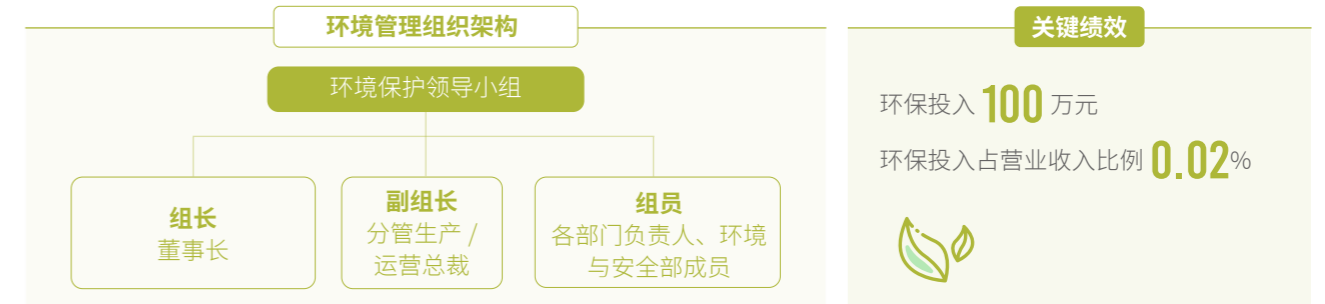 环境管理组织架构
环境保护领导小组
组长
董事长
副组长
分管生产 /
运营总裁
组员
各部门负责人、环境
与安全部成员
关键绩效
环保投入 100 万元
环保投入占营业收入比例 0.02%